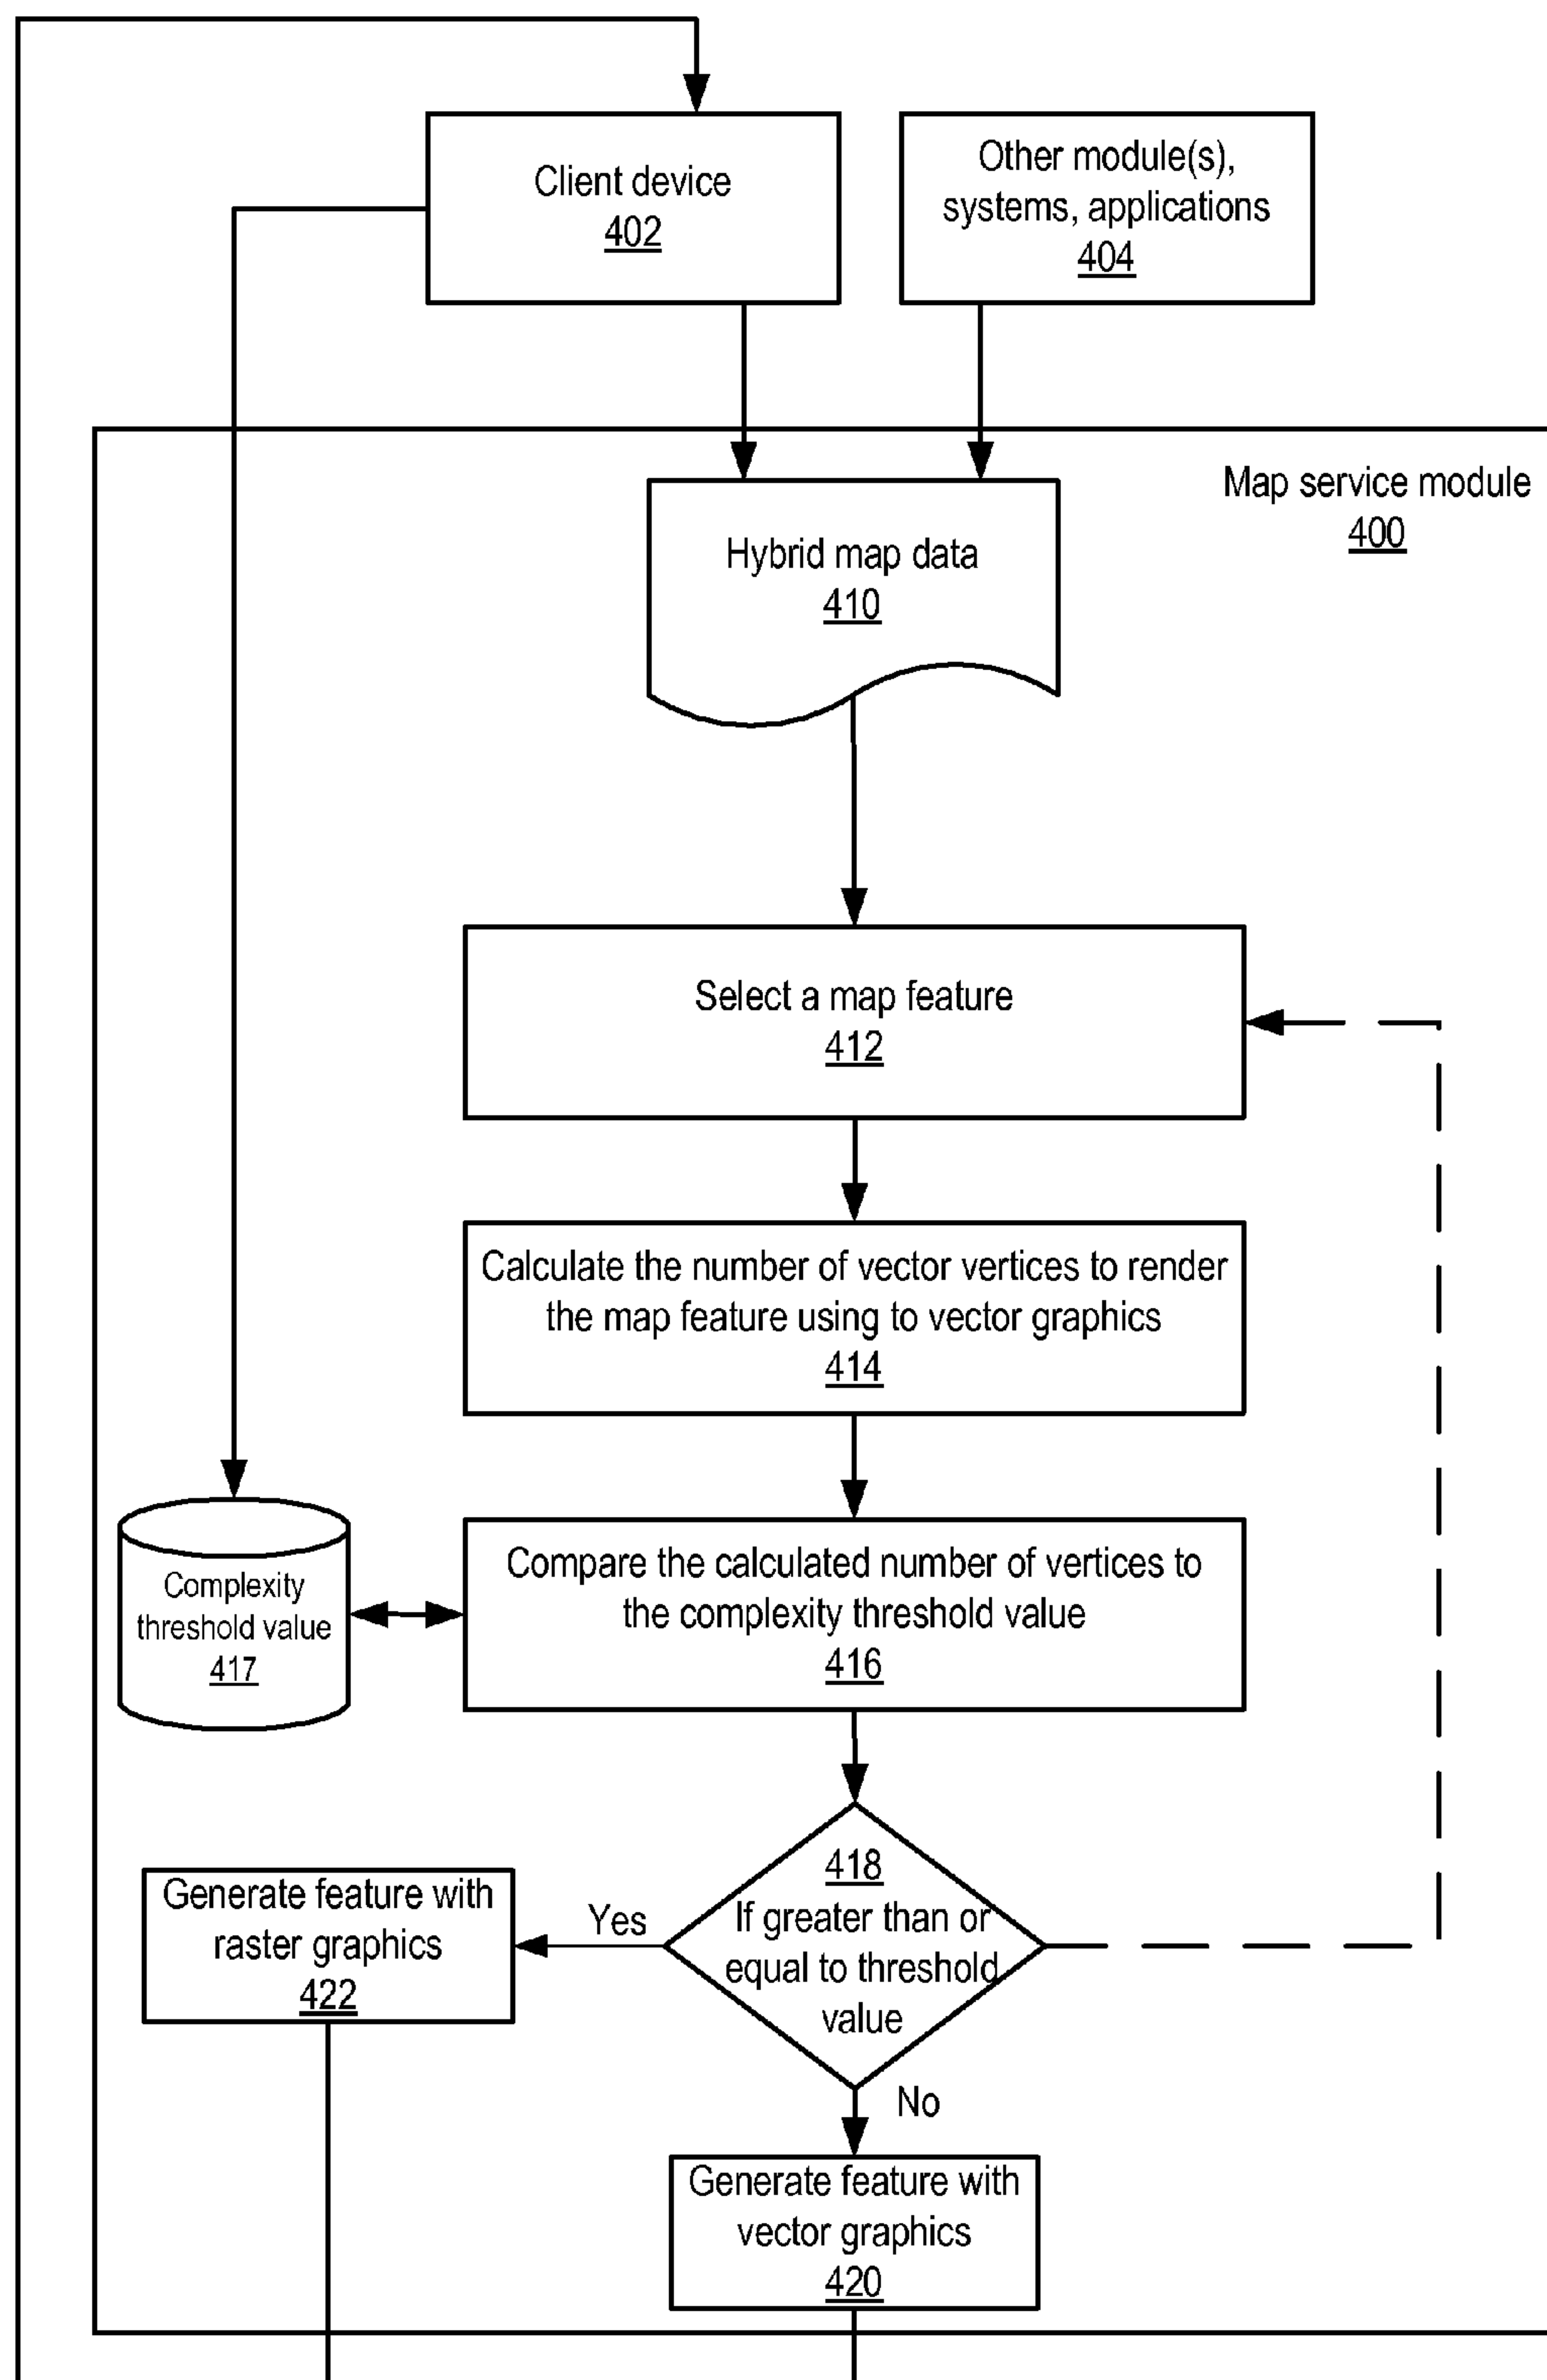 Client device
402
Other module(s),
systems, applications
404
Map service module
400
Hybrid map data
410
Select a map feature
412
Calculate the number of vector vertices to render
the map feature using to vector graphics
414
Compare the calculated number of vertices to
the complexity threshold value
416
Complexity
threshold value
417
418
If greater than or
equal to threshold
value
Yes
Generate feature with
raster graphics
422
No
Generate feature with
vector graphics
420